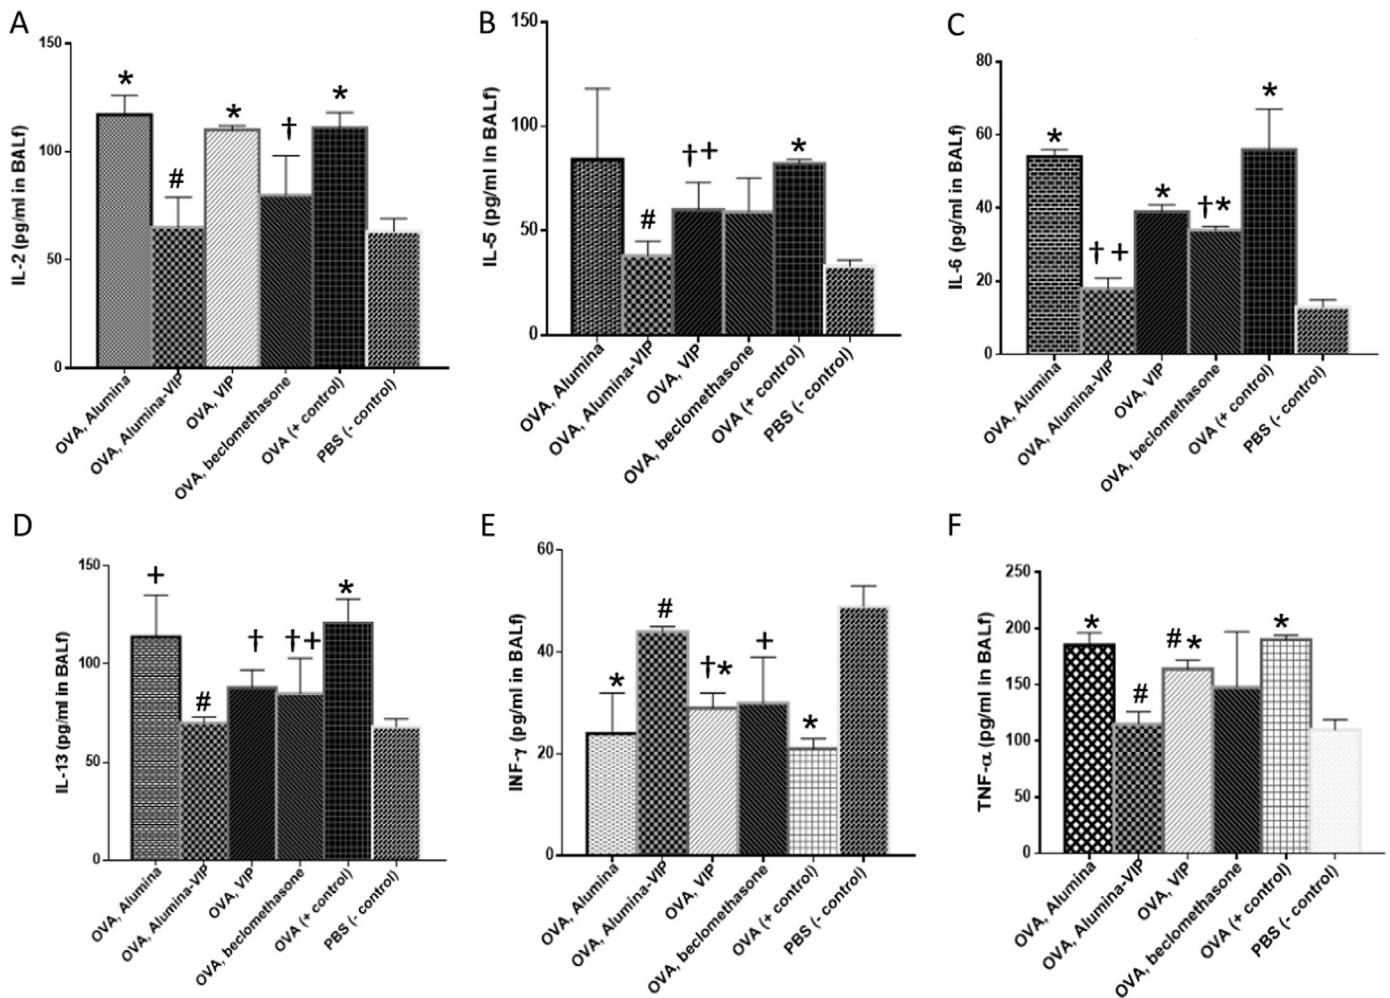 A
IL-2 (pg/ml in BALf)
150
100
50
0
*
#
*
†
*
OVA, Alumina
OVA, Alumina-VIP
OVA, VIP
OVA, beclomethasone
OVA (+ control)
PBS (- control)
B
IL-5 (pg/ml in BALf)
150
100
50
0
#
†+
*
OVA, Alumina
OVA, Alumina-VIP
OVA, VIP
OVA, beclomethasone
OVA (+ control)
PBS (- control)
C
IL-6 (pg/ml in BALf)
80
60
40
20
0
*
†+
*
†*
*
OVA, Alumina
OVA, Alumina-VIP
OVA, VIP
OVA, beclomethasone
OVA (+ control)
PBS (- control)
D
IL-13 (pg/ml in BALf)
150
100
50
0
+
#
†
†+
*
OVA, Alumina
OVA, Alumina-VIP
OVA, VIP
OVA, beclomethasone
OVA (+ control)
PBS (- control)
E
INF-γ (pg/ml in BALf)
60
40
20
0
*
#
†*
+
*
OVA, Alumina
OVA, Alumina-VIP
OVA, VIP
OVA, beclomethasone
OVA (+ control)
PBS (- control)
F
TNF-α (pg/ml in BALf)
250
200
150
100
50
0
*
#
#*
*
OVA, Alumina
OVA, Alumina-VIP
OVA, VIP
OVA, beclomethasone
OVA (+ control)
PBS (- control)